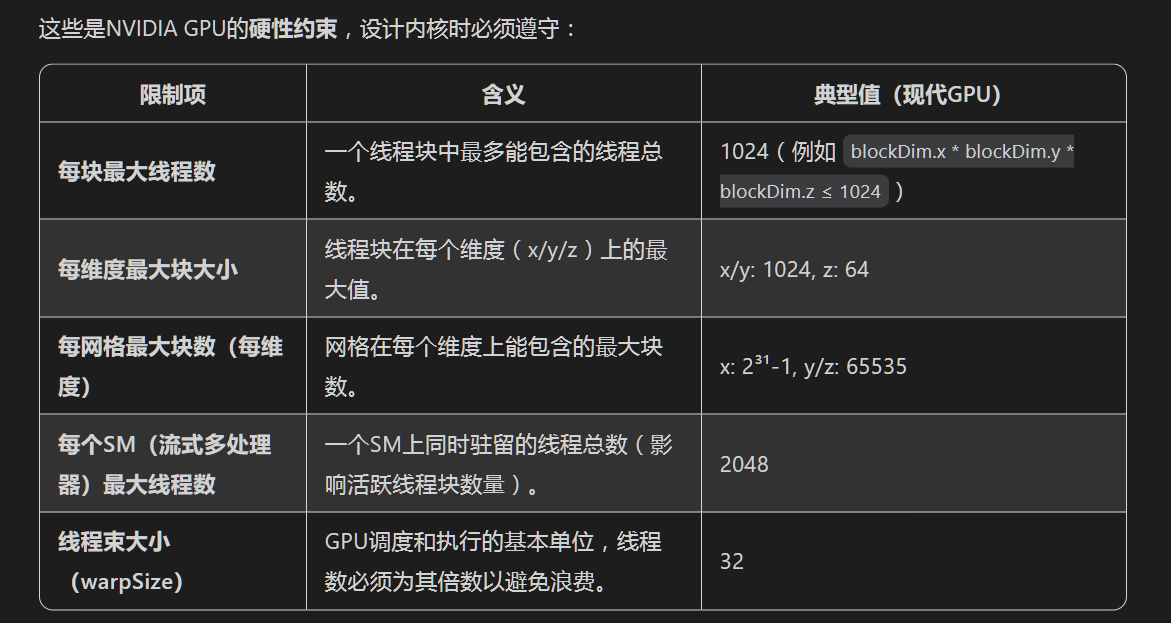 这些是NVIDIA GPU的硬性约束，设计内核时必须遵守：
限制项
含义
典型值（现代GPU）
每块最大线程数
一个线程块中最多能包含的线程总
数。
1024（例如 blockDim.x * blockDim.y *
blockDim.z ≤ 1024 ）
每维度最大块大小
线程块在每个维度（x/y/z）上的最
大值。
x/y: 1024, z: 64
每网格最大块数（每维
度）
网格在每个维度上能包含的最大块
数。
x: 2³¹-1, y/z: 65535
每个SM（流式多处理
器）最大线程数
一个SM上同时驻留的线程总数（影
响活跃线程块数量）。
2048
线程束大小
（warpSize）
GPU调度和执行的基本单位，线程
数必须为其倍数以避免浪费。
32